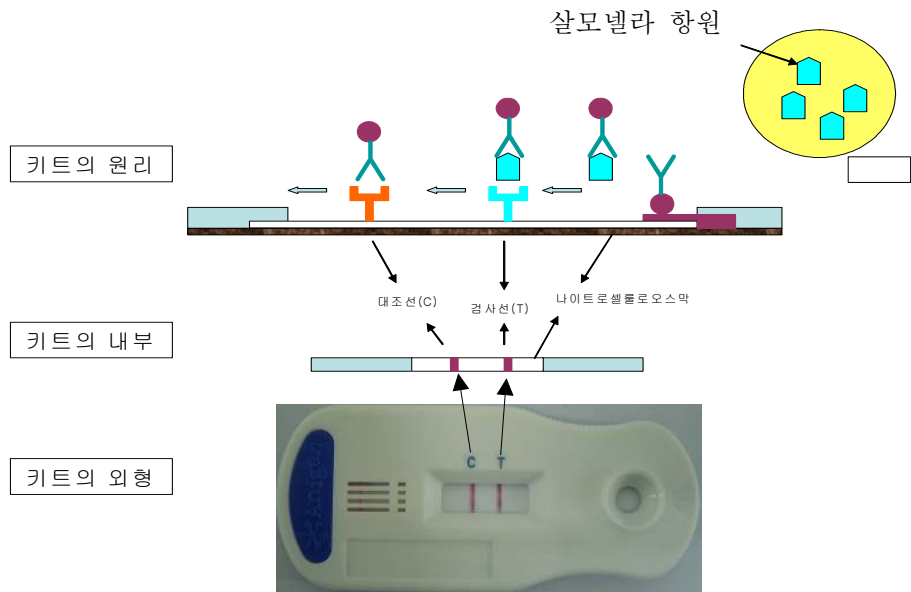 살모넬라 항원
키트의 원리
대조선(C)
검사선(T)
나이트로셀룰로오스막
키트의 내부
키트의 외형
C T